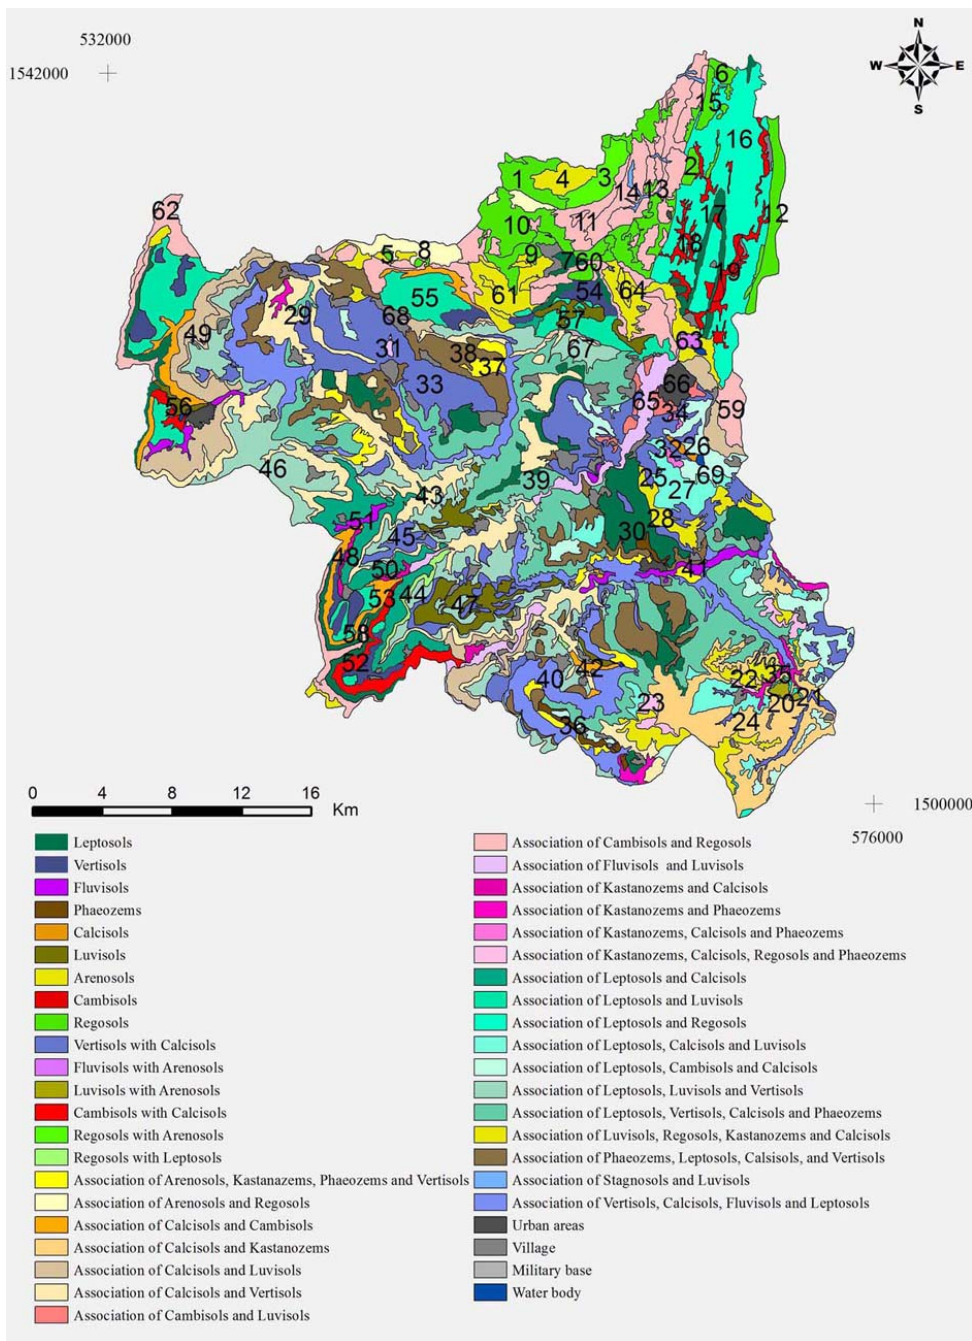 532000
1542000
N
W E
S
6
15
16
1
4
3
2
13
14
62
10
11
17
12
5
8
9
7
60
18
19
61
54
64
55
49
29
68
57
67
63
31
38
37
33
66
65
34
59
56
32
26
46
39
25
69
27
43
51
28
45
30
48
50
41
53
44
47
58
52
42
40
22
35
23
20
21
36
24
0 4 8 12 16
Km
1500000
576000
Leptosols
Vertisols
Fluvisols
Phaeozems
Calcisols
Luvisols
Arenosols
Cambisols
Regosols
Vertisols with Calcisols
Fluvisols with Arenosols
Luvisols with Arenosols
Cambisols with Calcisols
Regosols with Arenosols
Regosols with Leptosols
Association of Arenosols, Kastanazems, Phaeozems and Vertisols
Association of Arenosols and Regosols
Association of Calcisols and Cambisols
Association of Calcisols and Kastanozems
Association of Calcisols and Luvisols
Association of Calcisols and Vertisols
Association of Cambisols and Luvisols
Association of Cambisols and Regosols
Association of Fluvisols and Luvisols
Association of Kastanozems and Calcisols
Association of Kastanozems and Phaeozems
Association of Kastanozems, Calcisols and Phaeozems
Association of Kastanozems, Calcisols, Regosols and Phaeozems
Association of Leptosols and Calcisols
Association of Leptosols and Luvisols
Association of Leptosols and Regosols
Association of Leptosols, Calcisols and Luvisols
Association of Leptosols, Cambisols and Calcisols
Association of Leptosols, Luvisols and Vertisols
Association of Leptosols, Vertisols, Calcisols and Phaeozems
Association of Luvisols, Regosols, Kastanozems and Calcisols
Association of Phaeozems, Leptosols, Calsisols, and Vertisols
Association of Stagnosols and Luvisols
Association of Vertisols, Calcisols, Fluvisols and Leptosols
Urban areas
Village
Military base
Water body